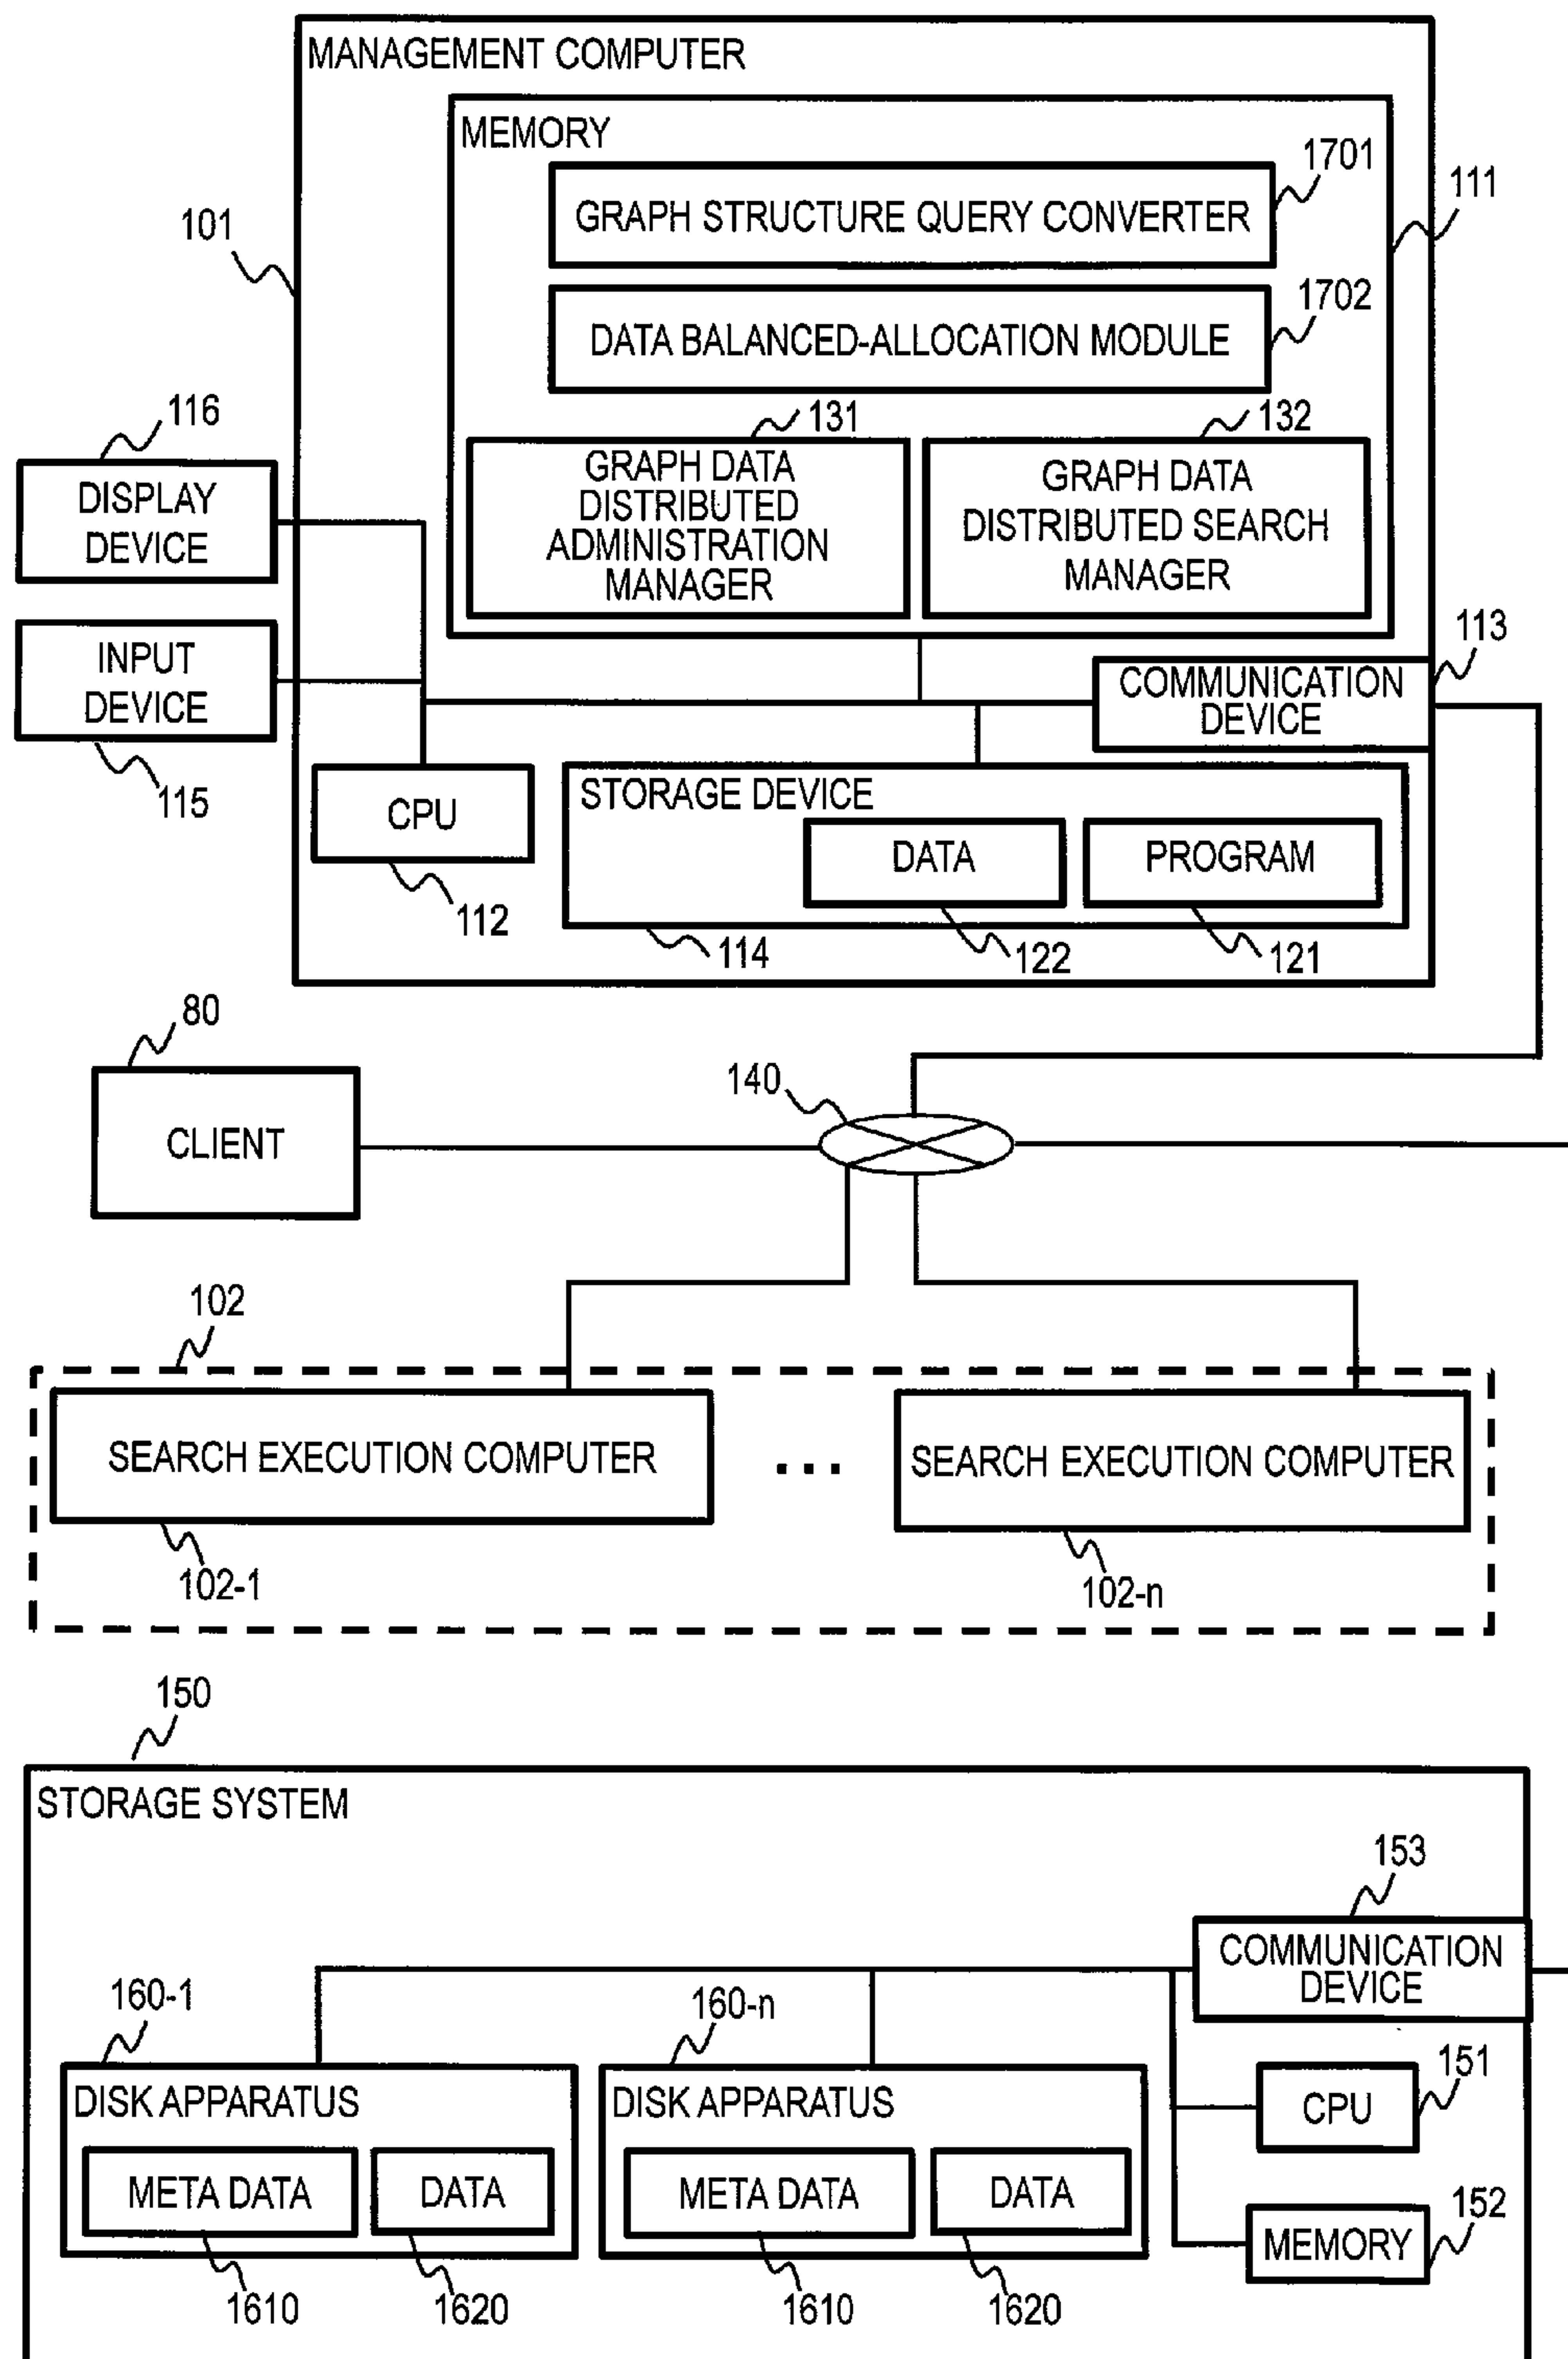 MANAGEMENT COMPUTER
MEMORY
1701
GRAPH STRUCTURE QUERY CONVERTER
111
101
1702
DATA BALANCED-ALLOCATION MODULE
116
131
132
DISPLAY
DEVICE
GRAPH DATA
DISTRIBUTED
ADMINISTRATION
MANAGER
GRAPH DATA
DISTRIBUTED SEARCH
MANAGER
113
INPUT
DEVICE
COMMUNICATION
DEVICE
115
CPU
STORAGE DEVICE
DATA
PROGRAM
112
114
122
121
80
CLIENT
140
102
SEARCH EXECUTION COMPUTER
...
SEARCH EXECUTION COMPUTER
102-1
102-n
150
STORAGE SYSTEM
153
COMMUNICATION
DEVICE
160-1
160-n
151
DISK APPARATUS
DISK APPARATUS
CPU
META DATA
DATA
META DATA
DATA
152
MEMORY
1610
1620
1610
1620